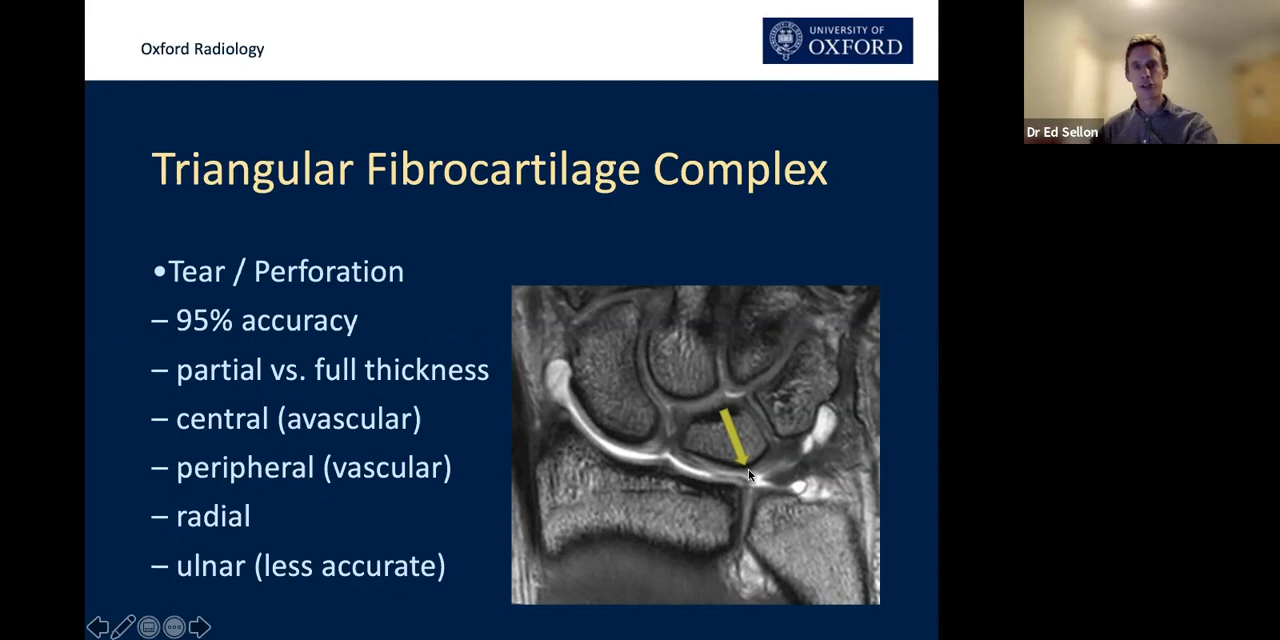 Oxford Radiology
UNIVERSITY OF
OXFORD
Dr Ed Sellon
Triangular Fibrocartilage Complex
•Tear / Perforation
– 95% accuracy
– partial vs. full thickness
– central (avascular)
– peripheral (vascular)
– radial
– ulnar (less accurate)